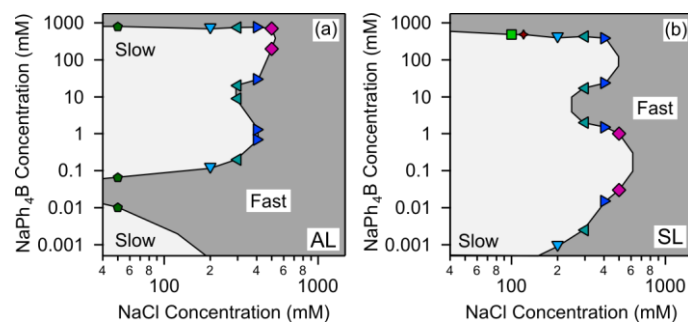 (a)
NaPh4B Concentration (mM)
1000
100
10
1
0.1
0.01
0.001
Slow
Fast
Slow
AL
4 6 8 100 2 4 6 8 1000
NaCl Concentration (mM)
(b)
NaPh4B Concentration (mM)
1000
100
10
1
0.1
0.01
0.001
Fast
Slow
SL
4 6 8 100 2 4 6 8 1000
NaCl Concentration (mM)